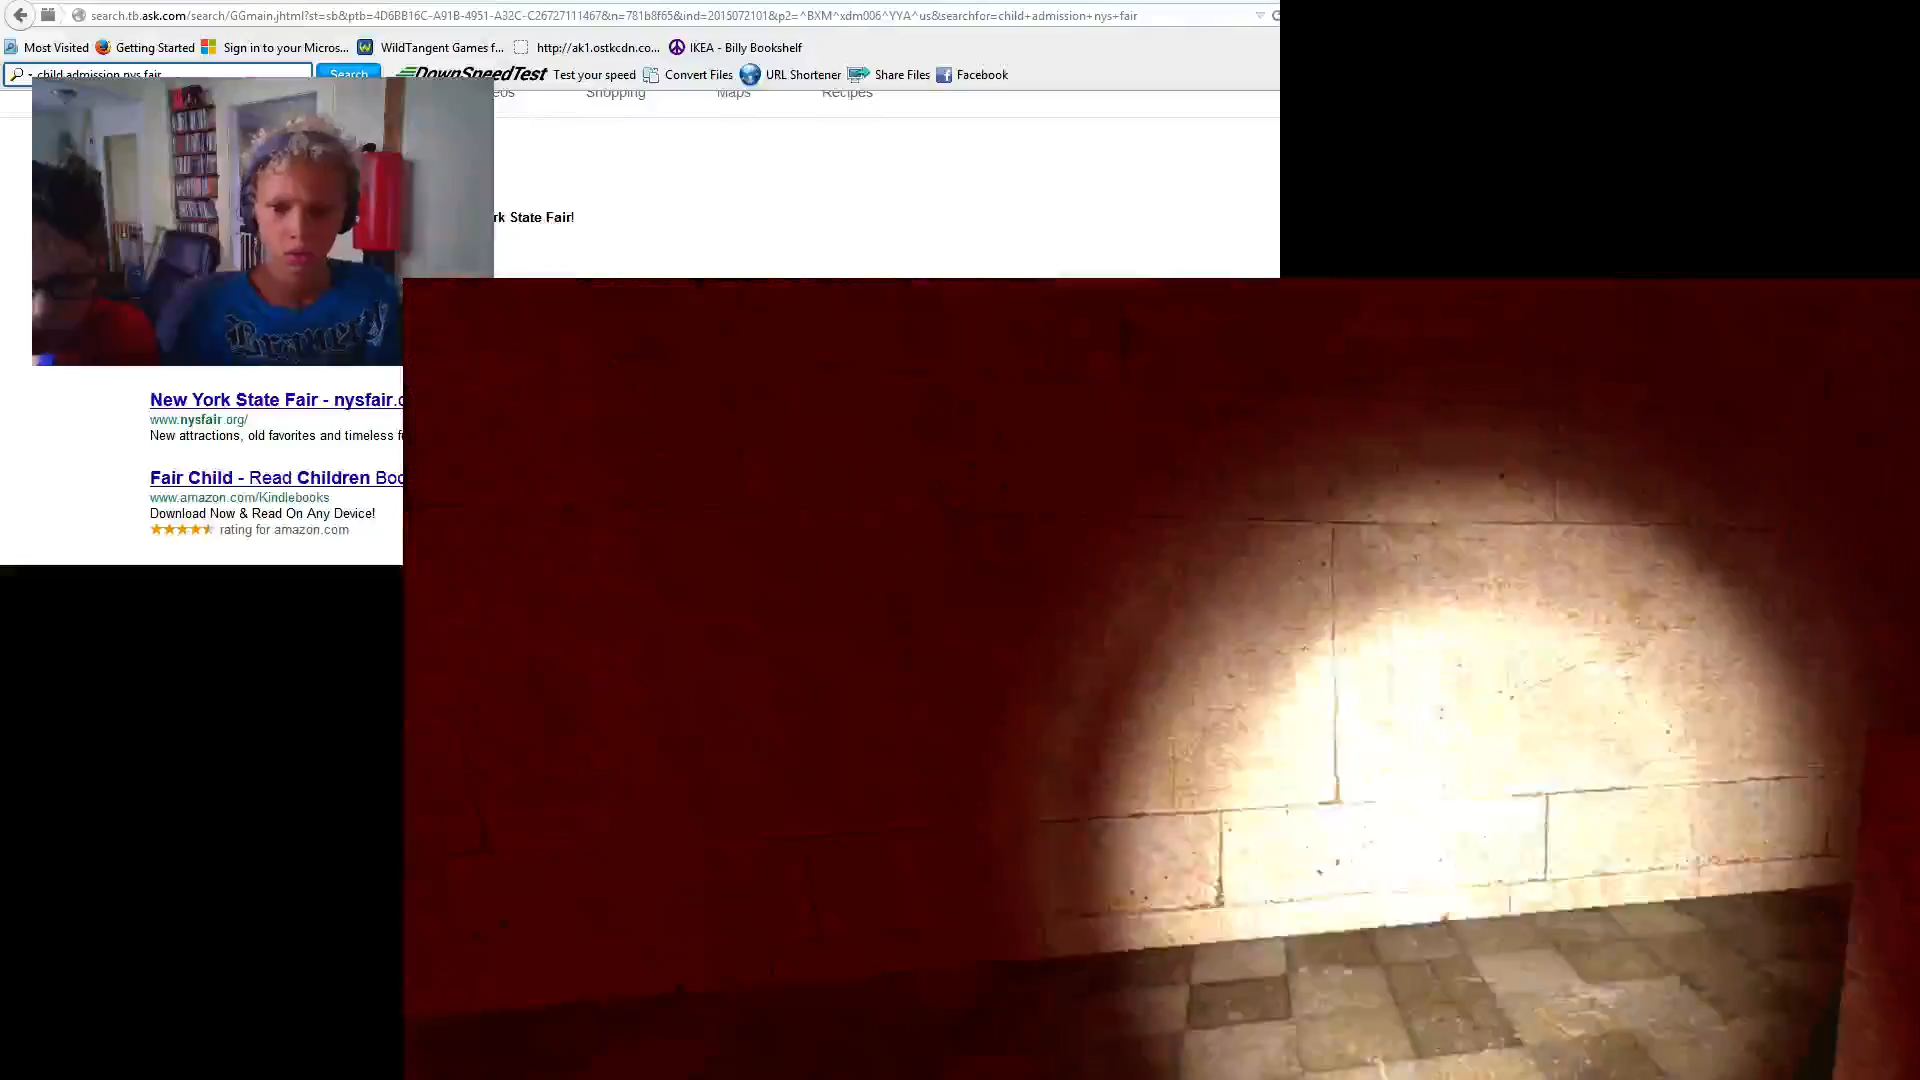 search.tb.ask.com/search/GGmain.jhtml?st=sb&ptb=4D6BB16C-A91B-4951-A32C-C26727111467&n=781b8f65&ind=2015072101&p2=^BXM^xdm006^YYA^us&searchfor=child+admission+nys+fair
Most Visited Getting Started Sign in to your Micros... WildTangent Games f... http://ak1.ostkcdn.co... IKEA - Billy Bookshelf
child admission nys fair Search DownSpeedTest Test your speed Convert Files URL Shortener Share Files Facebook
eos Shopping Maps Recipes
rk State Fair!
New York State Fair - nysfair.o
www.nysfair.org/
New attractions, old favorites and timeless f
Fair Child - Read Children Boo
www.amazon.com/Kindlebooks
Download Now & Read On Any Device!
rating for amazon.com